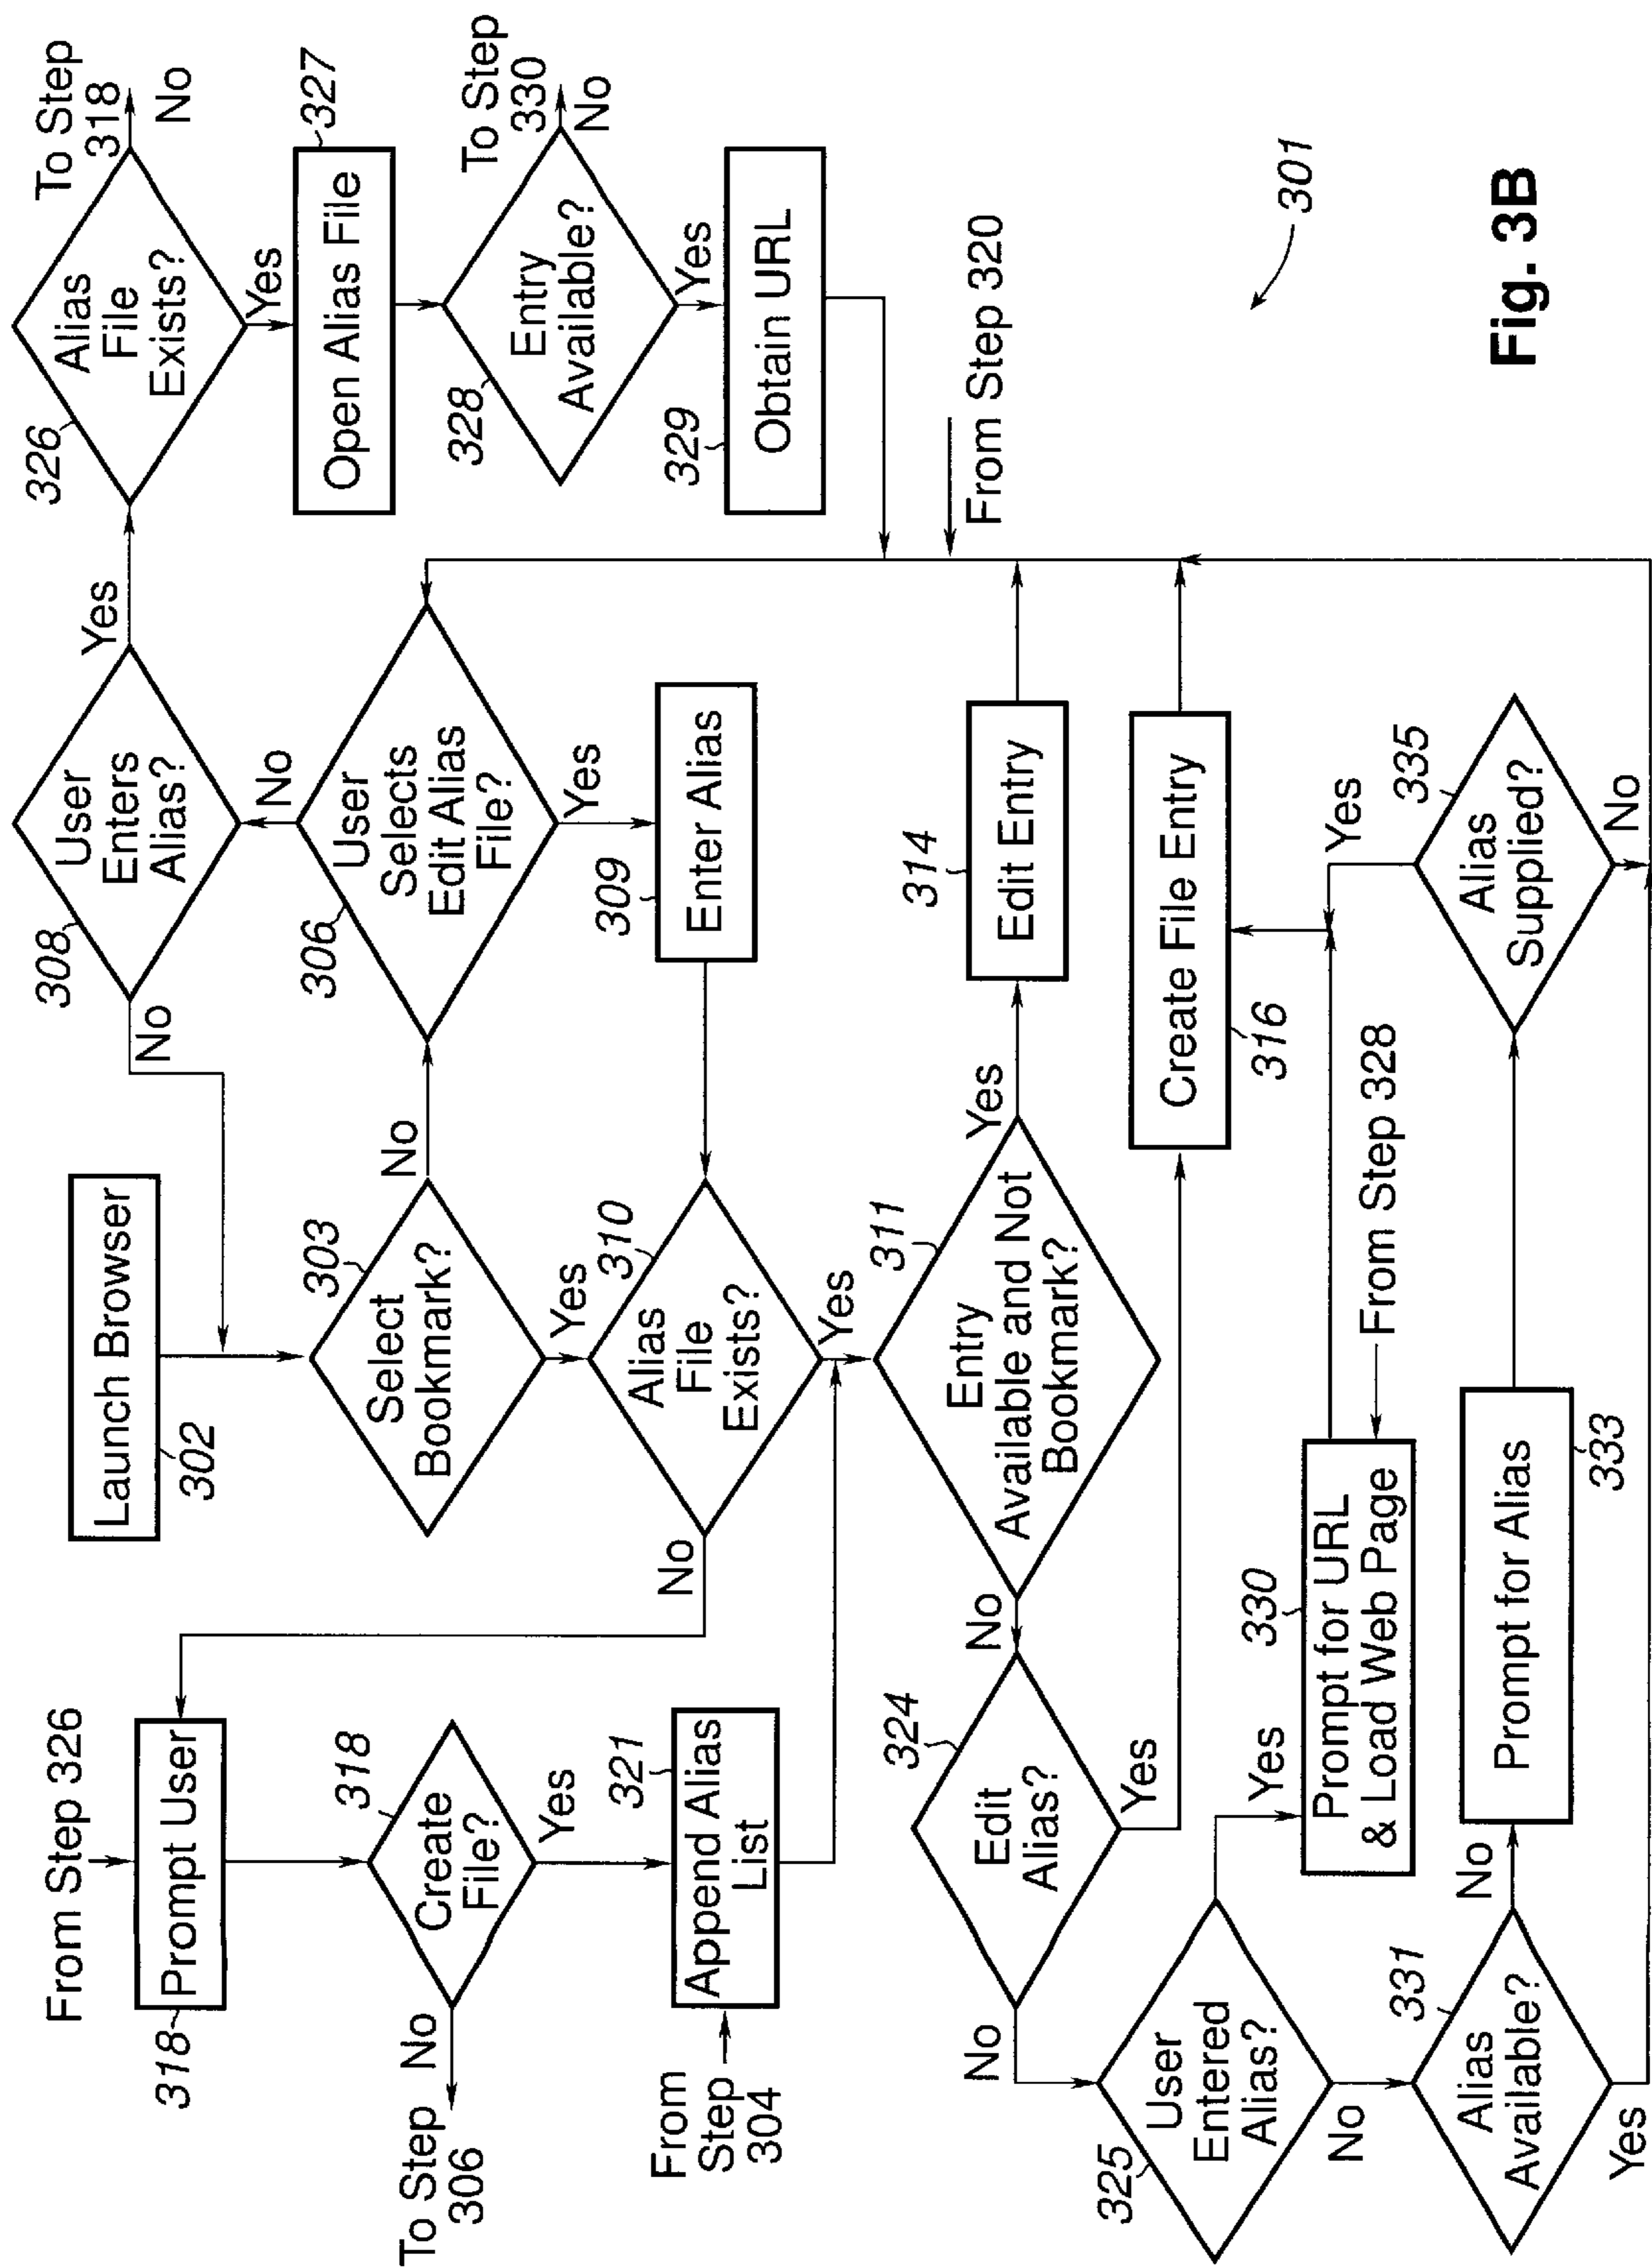 From Step 326
Prompt User
318
Create
File?
318
No
To Step
306
Yes
Append Alias
List
321
From
Step
304
Launch Browser
302
Select
Bookmark?
303
No
Yes
Alias
File
Exists?
310
No
Yes
User
Enters
Alias?
308
No
Yes
User
Selects
Edit Alias
File?
306
No
Yes
Enter Alias
309
Alias
File
Exists?
326
To Step
318
No
Yes
Open Alias File
327
Entry
Available?
328
To Step
330
No
Yes
Obtain URL
329
From Step 320
301
Entry
Available and Not
Bookmark?
311
No
Yes
Edit Entry
314
Edit
Alias?
324
No
Yes
Create File Entry
316
User
Entered
Alias?
325
Yes
No
Prompt for URL
& Load Web Page
330
From Step 328
Alias
Available?
331
No
Yes
Prompt for Alias
333
Alias
Supplied?
335
Yes
No
Fig. 3B